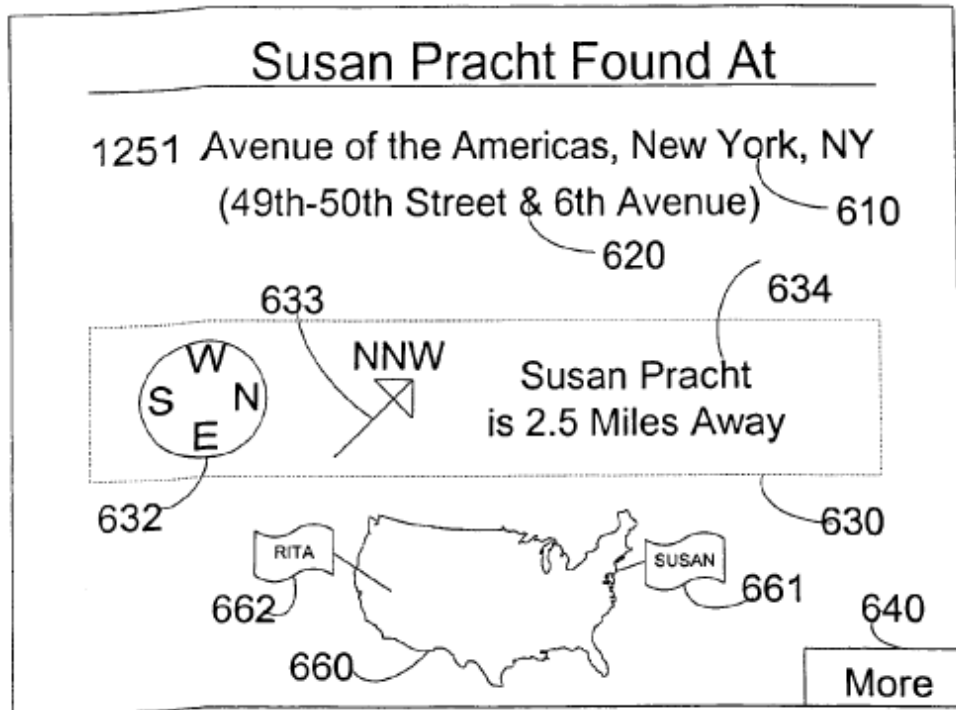 Susan Pracht Found At
1251 Avenue of the Americas, New York, NY
(49th-50th Street & 6th Avenue)
610
620
633
634
W
S N
E
NNW
Susan Pracht
is 2.5 Miles Away
632
630
RITA
SUSAN
662
661
660
640
More